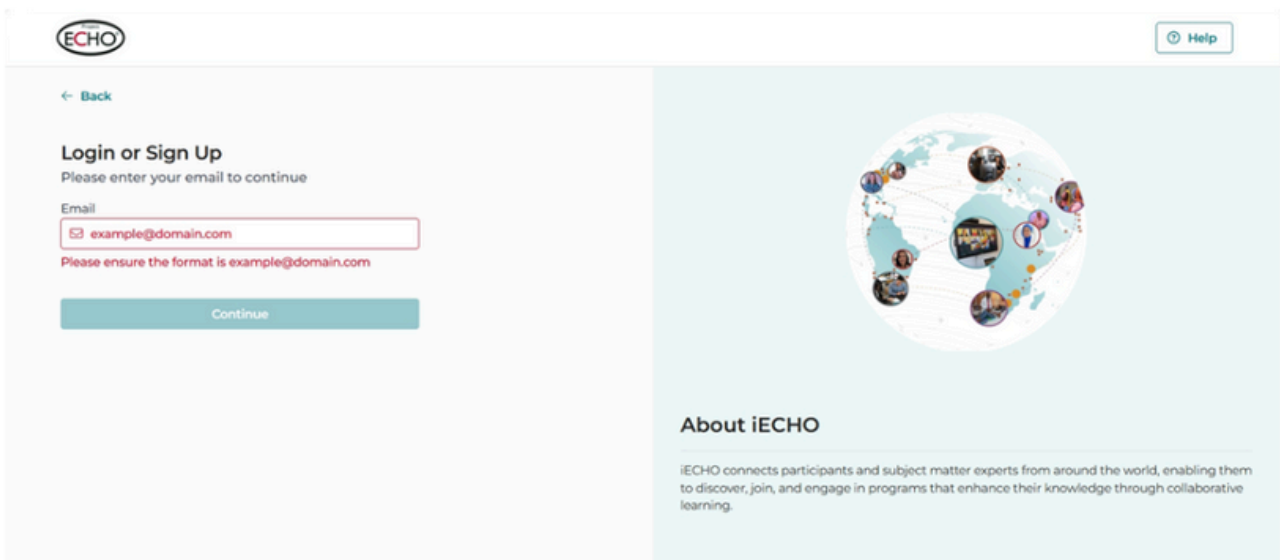 Project
ECHO
Help
Back
Login or Sign Up
Please enter your email to continue
Email
example@domain.com
Please ensure the format is example@domain.com
Continue
About iECHO
iECHO connects participants and subject matter experts from around the world, enabling them
to discover, join, and engage in programs that enhance their knowledge through collaborative
learning.